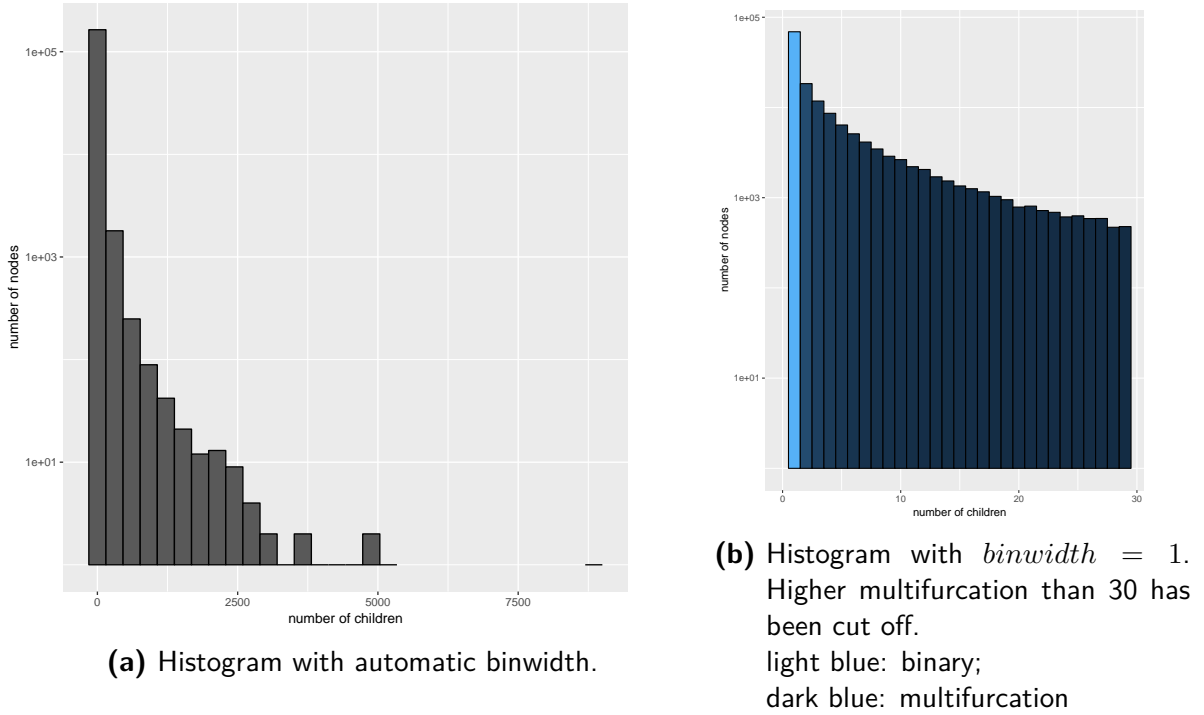 1e+05
1e+03
1e+01
number of nodes
0
2500
5000
7500
number of children
(a) Histogram with automatic binwidth.
1e+05
1e+03
1e+01
number of nodes
0
10
20
30
number of children
(b) Histogram with binwidth = 1.
Higher multifurcation than 30 has
been cut off.
light blue: binary;
dark blue: multifurcation